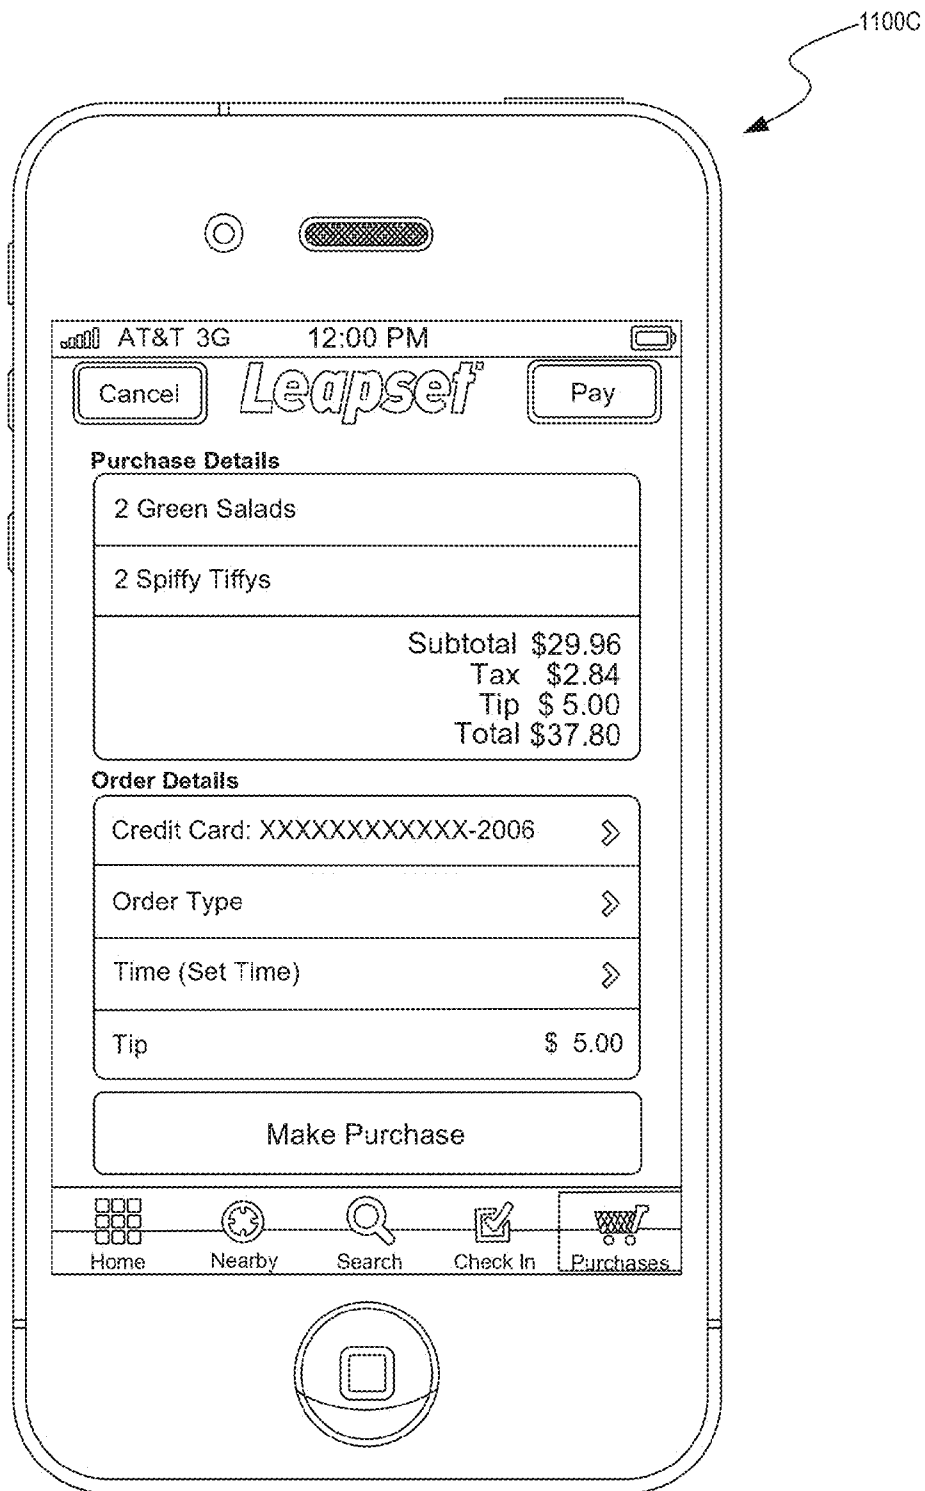 1100C
AT&T 3G 12:00 PM
Cancel Leapset Pay
Purchase Details
2 Green Salads
2 Spiffy Tiffys
Subtotal $29.96
Tax $2.84
Tip $ 5.00
Total $37.80
Order Details
Credit Card: XXXXXXXXXXXX-2006
Order Type
Time (Set Time)
Tip $ 5.00
Make Purchase
Home Nearby Search Check In Purchases